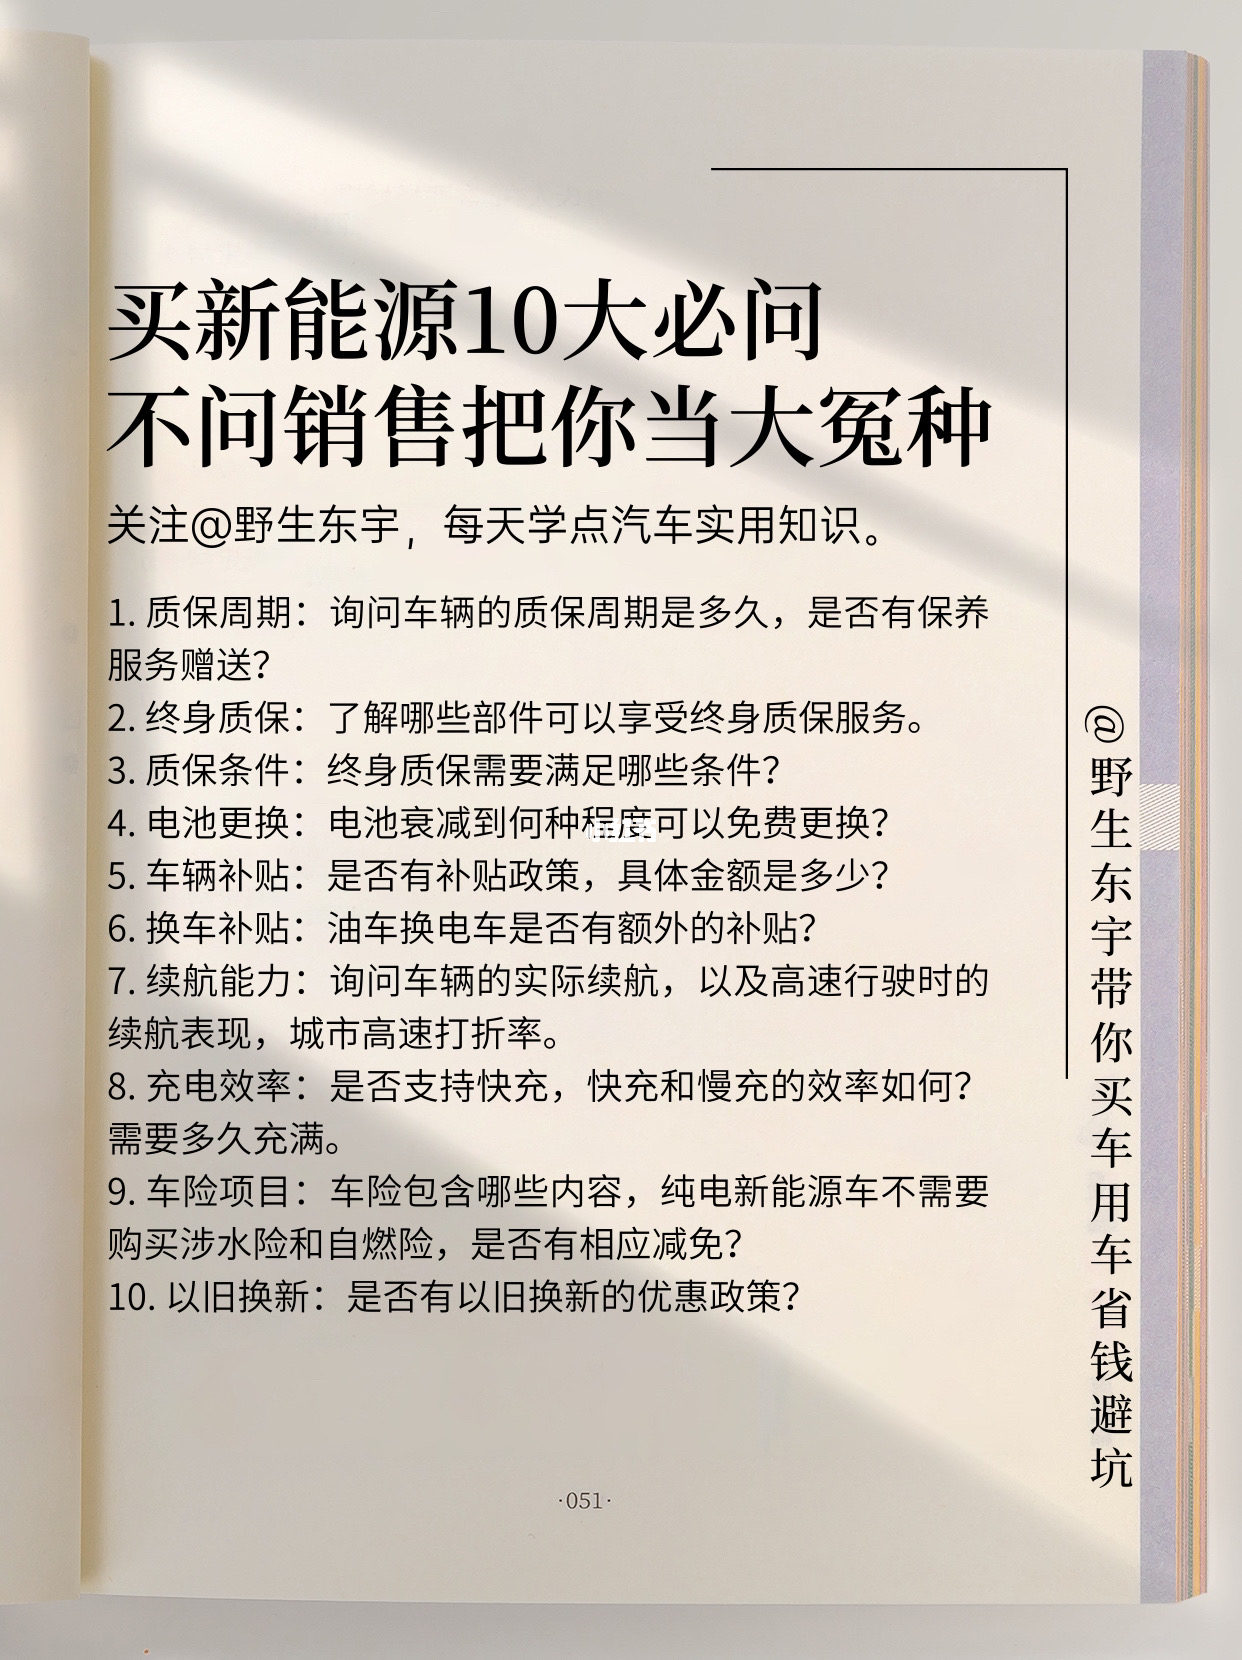 买新能源10大必问
不问销售把你当大冤种
关注@野生东宇，每天学点汽车实用知识。
1. 质保周期：询问车辆的质保周期是多久，是否有保养
服务赠送？
2. 终身质保：了解哪些部件可以享受终身质保服务。
3. 质保条件：终身质保需要满足哪些条件？
4. 电池更换：电池衰减到何种程度可以免费更换？
5. 车辆补贴：是否有补贴政策，具体金额是多少？
6. 换车补贴：油车换电车是否有额外的补贴？
7. 续航能力：询问车辆的实际续航，以及高速行驶时的
续航表现，城市高速打折率。
8. 充电效率：是否支持快充，快充和慢充的效率如何？
需要多久充满。
9. 车险项目：车险包含哪些内容，纯电新能源车不需要
购买涉水险和自燃险，是否有相应减免？
10. 以旧换新：是否有以旧换新的优惠政策？
@野生东宇带你买车用车省钱避坑
·051·